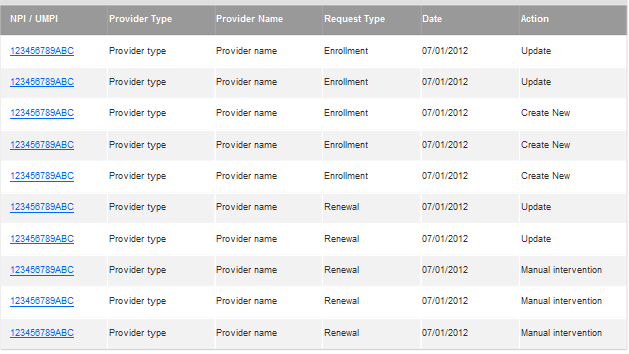 NPI / UMPI Provider Type Provider Name Request Type Date Action
123456789ABC Provider type Provider name Enrollment 07/01/2012 Update
123456789ABC Provider type Provider name Enrollment 07/01/2012 Update
123456789ABC Provider type Provider name Enrollment 07/01/2012 Create New
123456789ABC Provider type Provider name Enrollment 07/01/2012 Create New
123456789ABC Provider type Provider name Enrollment 07/01/2012 Create New
123456789ABC Provider type Provider name Renewal 07/01/2012 Update
123456789ABC Provider type Provider name Renewal 07/01/2012 Update
123456789ABC Provider type Provider name Renewal 07/01/2012 Manual intervention
123456789ABC Provider type Provider name Renewal 07/01/2012 Manual intervention
123456789ABC Provider type Provider name Renewal 07/01/2012 Manual intervention